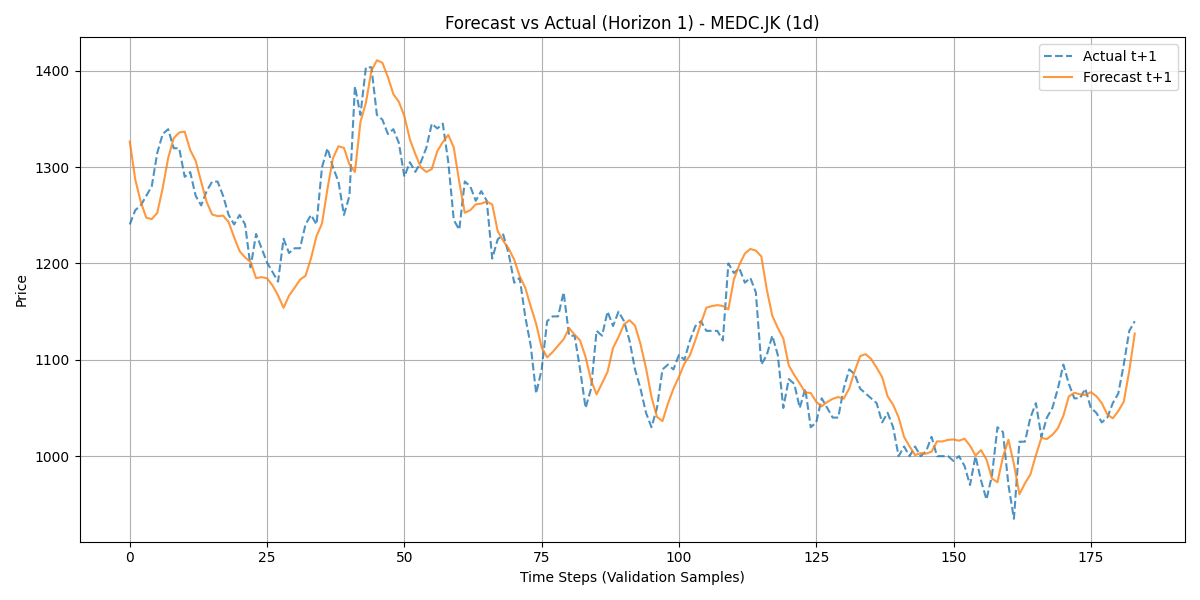 Forecast vs Actual (Horizon 1) - MEDC.JK (1d)
Actual t+1
Forecast t+1
Price
1400
1300
1200
1100
1000
0 25 50 75 100 125 150 175
Time Steps (Validation Samples)